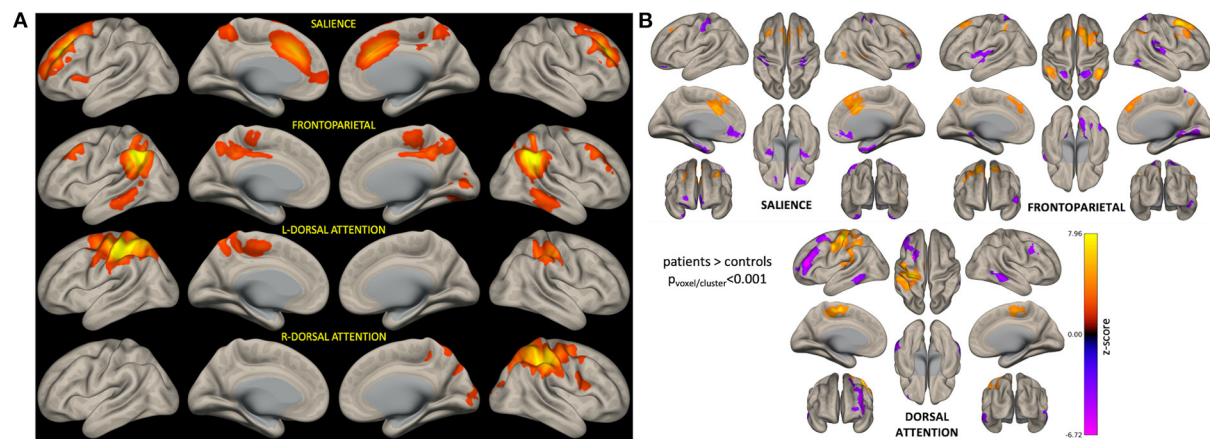 A
SALIENCE
FRONTOPARIETAL
L-DORSAL ATTENTION
R-DORSAL ATTENTION
B
SALIENCE
FRONTOPARIETAL
patients > controls
p voxel/cluster<0.001
DORSAL
ATTENTION
7.96
0.00
-6.72
z-score